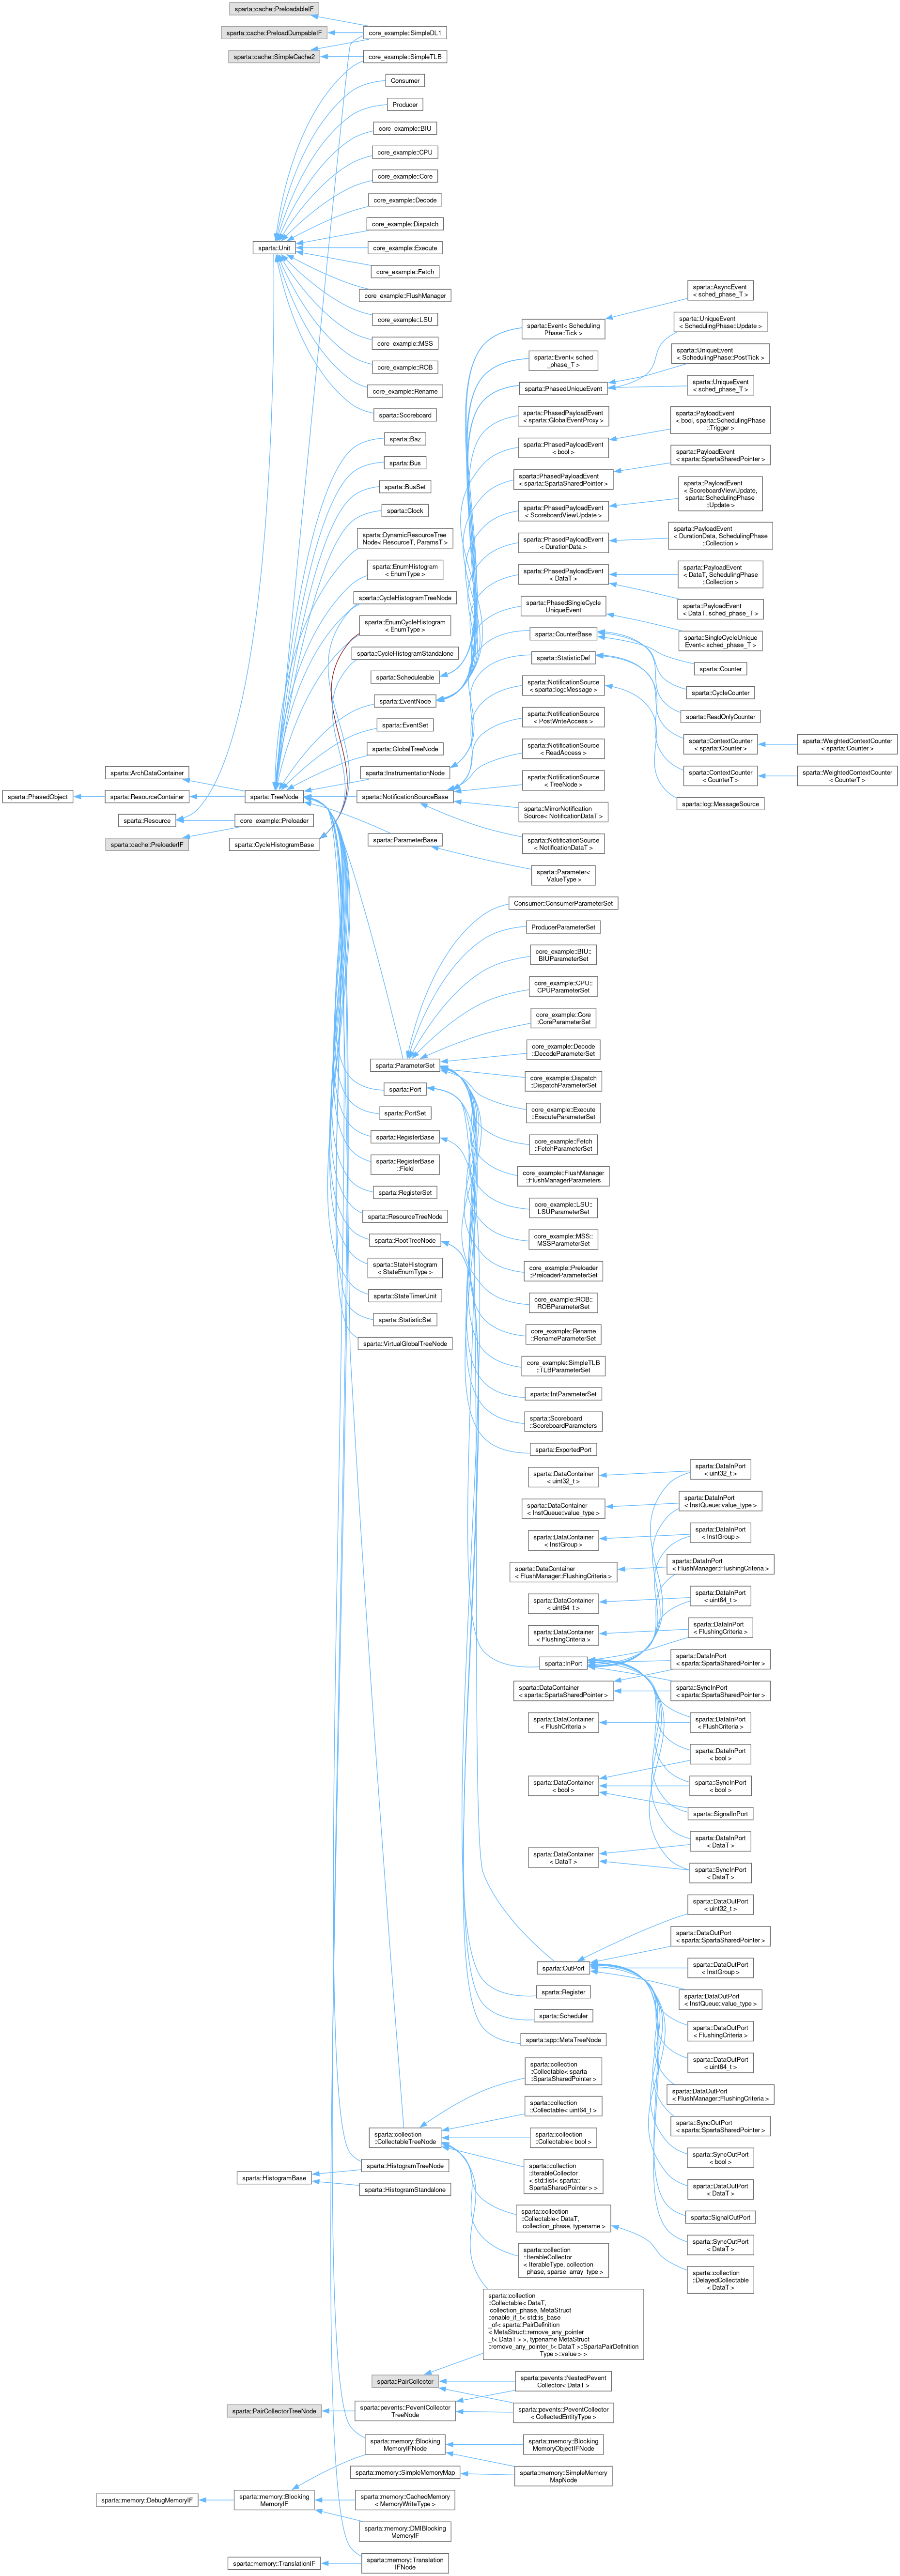 sparta::cache::PreloadableIF
sparta::cache::PreloadDumpableIF
sparta::cache::SimpleCache2
core_example::SimpleDL1
core_example::SimpleTLB
Consumer
Producer
core_example::BIU
core_example::CPU
core_example::Core
core_example::Decode
core_example::Dispatch
sparta::Unit
core_example::Execute
core_example::Fetch
core_example::FlushManager
core_example::LSU
core_example::MSS
core_example::ROB
core_example::Rename
sparta::Scoreboard
sparta::Baz
sparta::Bus
sparta::BusSet
sparta::Clock
sparta::DynamicResourceTree
Node< ResourceT, ParamsT >
sparta::EnumHistogram
< EnumType >
sparta::CycleHistogramTreeNode
sparta::EnumCycleHistogram
< EnumType >
sparta::CycleHistogramStandalone
sparta::Scheduleable
sparta::EventNode
sparta::EventSet
sparta::GlobalTreeNode
sparta::InstrumentationNode
sparta::NotificationSourceBase
sparta::ParameterBase
sparta::ArchDataContainer
sparta::PhasedObject
sparta::ResourceContainer
sparta::TreeNode
sparta::Resource
core_example::Preloader
sparta::cache::PreloaderIF
sparta::CycleHistogramBase
sparta::AsyncEvent
< sched_phase_T >
sparta::Event< Scheduling
Phase::Tick >
sparta::UniqueEvent
< SchedulingPhase::Update >
sparta::Event< sched
_phase_T >
sparta::UniqueEvent
< SchedulingPhase::PostTick >
sparta::PhasedUniqueEvent
sparta::UniqueEvent
< sched_phase_T >
sparta::PhasedPayloadEvent
< sparta::GlobalEventProxy >
sparta::PayloadEvent
< bool, sparta::SchedulingPhase
::Trigger >
sparta::PhasedPayloadEvent
< bool >
sparta::PayloadEvent
< sparta::SpartaSharedPointer >
sparta::PhasedPayloadEvent
< sparta::SpartaSharedPointer >
sparta::PayloadEvent
< ScoreboardViewUpdate,
sparta::SchedulingPhase
::Update >
sparta::PhasedPayloadEvent
< ScoreboardViewUpdate >
sparta::PayloadEvent
< DurationData, SchedulingPhase
::Collection >
sparta::PhasedPayloadEvent
< DurationData >
sparta::PayloadEvent
< DataT, SchedulingPhase
::Collection >
sparta::PhasedPayloadEvent
< DataT >
sparta::PayloadEvent
< DataT, sched_phase_T >
sparta::PhasedSingleCycle
UniqueEvent
sparta::SingleCycleUnique
Event< sched_phase_T >
sparta::CounterBase
sparta::Counter
sparta::StatisticDef
sparta::CycleCounter
sparta::NotificationSource
< sparta::log::Message >
sparta::ReadOnlyCounter
sparta::NotificationSource
< PostWriteAccess >
sparta::ContextCounter
< sparta::Counter >
sparta::WeightedContextCounter
< sparta::Counter >
sparta::NotificationSource
< ReadAccess >
sparta::ContextCounter
< CounterT >
sparta::WeightedContextCounter
< CounterT >
sparta::NotificationSource
< TreeNode >
sparta::log::MessageSource
sparta::MirrorNotification
Source< NotificationDataT >
sparta::NotificationSource
< NotificationDataT >
sparta::Parameter<
ValueType >
Consumer::ConsumerParameterSet
ProducerParameterSet
core_example::BIU::
BIUParameterSet
core_example::CPU::
CPUParameterSet
core_example::Core
::CoreParameterSet
core_example::Decode
::DecodeParameterSet
sparta::ParameterSet
core_example::Dispatch
::DispatchParameterSet
sparta::Port
core_example::Execute
::ExecuteParameterSet
sparta::PortSet
sparta::RegisterBase
core_example::Fetch
::FetchParameterSet
sparta::RegisterBase
::Field
core_example::FlushManager
::FlushManagerParameters
sparta::RegisterSet
core_example::LSU::
LSUParameterSet
sparta::ResourceTreeNode
core_example::MSS::
MSSParameterSet
sparta::RootTreeNode
core_example::Preloader
::PreloaderParameterSet
sparta::StateHistogram
< StateEnumType >
sparta::StateTimerUnit
core_example::ROB::
ROBParameterSet
sparta::StatisticSet
core_example::Rename
::RenameParameterSet
sparta::VirtualGlobalTreeNode
core_example::SimpleTLB
::TLBParameterSet
sparta::IntParameterSet
sparta::Scoreboard
::ScoreboardParameters
sparta::ExportedPort
sparta::DataContainer
< uint32_t >
sparta::DataInPort
< uint32_t >
sparta::DataContainer
< InstQueue::value_type >
sparta::DataInPort
< InstQueue::value_type >
sparta::DataContainer
< InstGroup >
sparta::DataInPort
< InstGroup >
sparta::DataContainer
< FlushManager::FlushingCriteria >
sparta::DataInPort
< FlushManager::FlushingCriteria >
sparta::DataContainer
< uint64_t >
sparta::DataInPort
< uint64_t >
sparta::DataContainer
< FlushingCriteria >
sparta::DataInPort
< FlushingCriteria >
sparta::InPort
sparta::DataInPort
< sparta::SpartaSharedPointer >
sparta::DataContainer
< sparta::SpartaSharedPointer >
sparta::SyncInPort
< sparta::SpartaSharedPointer >
sparta::DataContainer
< FlushCriteria >
sparta::DataInPort
< FlushCriteria >
sparta::DataInPort
< bool >
sparta::DataContainer
< bool >
sparta::SyncInPort
< bool >
sparta::SignalInPort
sparta::DataInPort
< DataT >
sparta::DataContainer
< DataT >
sparta::SyncInPort
< DataT >
sparta::DataOutPort
< uint32_t >
sparta::DataOutPort
< sparta::SpartaSharedPointer >
sparta::OutPort
sparta::DataOutPort
< InstGroup >
sparta::Register
sparta::DataOutPort
< InstQueue::value_type >
sparta::Scheduler
sparta::DataOutPort
< FlushingCriteria >
sparta::app::MetaTreeNode
sparta::DataOutPort
< uint64_t >
sparta::collection
::Collectable< sparta
::SpartaSharedPointer >
sparta::DataOutPort
< FlushManager::FlushingCriteria >
sparta::collection
::Collectable< uint64_t >
sparta::SyncOutPort
< sparta::SpartaSharedPointer >
sparta::collection
::CollectableTreeNode
sparta::collection
::Collectable< bool >
sparta::SyncOutPort
< bool >
sparta::HistogramTreeNode
sparta::HistogramBase
sparta::HistogramStandalone
sparta::collection
::IterableCollector
< std::list< sparta::
SpartaSharedPointer > >
sparta::DataOutPort
< DataT >
sparta::collection
::Collectable< DataT,
collection_phase, typename >
sparta::SignalOutPort
sparta::SyncOutPort
< DataT >
sparta::collection
::IterableCollector
< IterableType, collection
_phase, sparse_array_type >
sparta::collection
::DelayedCollectable
< DataT >
sparta::collection
::Collectable< DataT,
collection_phase, MetaStruct
::enable_if_t< std::is_base
_of< sparta::PairDefinition
< MetaStruct::remove_any_pointer
_t< DataT > >, typename MetaStruct
::remove_any_pointer_t< DataT >::SpartaPairDefinition
Type >::value > >
sparta::PairCollector
sparta::pevents::NestedPevent
Collector< DataT >
sparta::PairCollectorTreeNode
sparta::pevents::PeventCollector
TreeNode
sparta::pevents::PeventCollector
< CollectedEntityType >
sparta::memory::Blocking
MemoryIFNode
sparta::memory::Blocking
MemoryObjectIFNode
sparta::memory::SimpleMemoryMap
sparta::memory::SimpleMemory
MapNode
sparta::memory::DebugMemoryIF
sparta::memory::Blocking
MemoryIF
sparta::memory::CachedMemory
< MemoryWriteType >
sparta::memory::DMIBlocking
MemoryIF
sparta::memory::TranslationIF
sparta::memory::Translation
IFNode